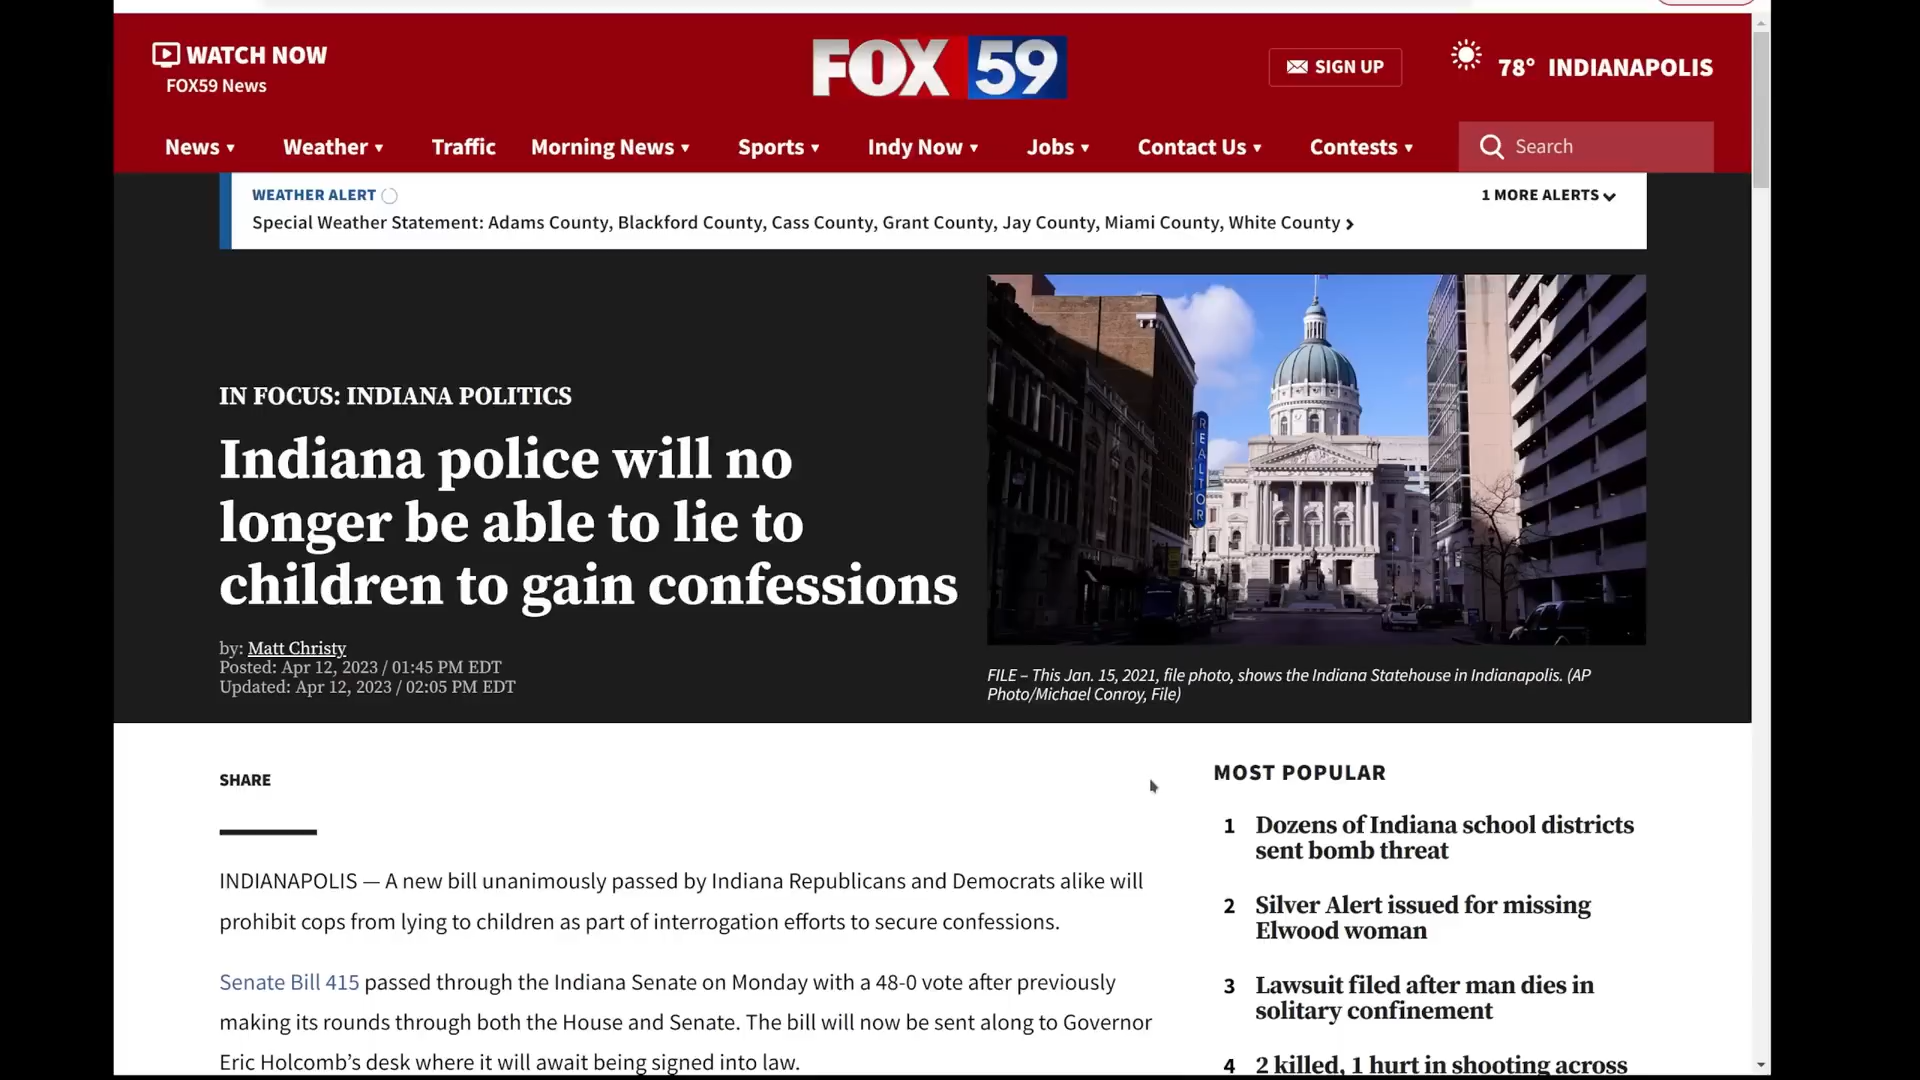 WATCH NOW
FOX59 News
FOX 59
SIGN UP
78° INDIANAPOLIS
News ▾ Weather ▾ Traffic Morning News ▾ Sports ▾ Indy Now ▾ Jobs ▾ Contact Us ▾ Contests ▾ Search
WEATHER ALERT
1 MORE ALERTS
Special Weather Statement: Adams County, Blackford County, Cass County, Grant County, Jay County, Miami County, White County
IN FOCUS: INDIANA POLITICS
Indiana police will no
longer be able to lie to
children to gain confessions
by: Matt Christy
Posted: Apr 12, 2023 / 01:45 PM EDT
Updated: Apr 12, 2023 / 02:05 PM EDT
REALTOR
FILE – This Jan. 15, 2021, file photo, shows the Indiana Statehouse in Indianapolis. (AP
Photo/Michael Conroy, File)
SHARE
INDIANAPOLIS — A new bill unanimously passed by Indiana Republicans and Democrats alike will
prohibit cops from lying to children as part of interrogation efforts to secure confessions.
Senate Bill 415 passed through the Indiana Senate on Monday with a 48-0 vote after previously
making its rounds through both the House and Senate. The bill will now be sent along to Governor
Eric Holcomb’s desk where it will await being signed into law.
MOST POPULAR
1 Dozens of Indiana school districts
sent bomb threat
2 Silver Alert issued for missing
Elwood woman
3 Lawsuit filed after man dies in
solitary confinement
4 2 killed, 1 hurt in shooting across